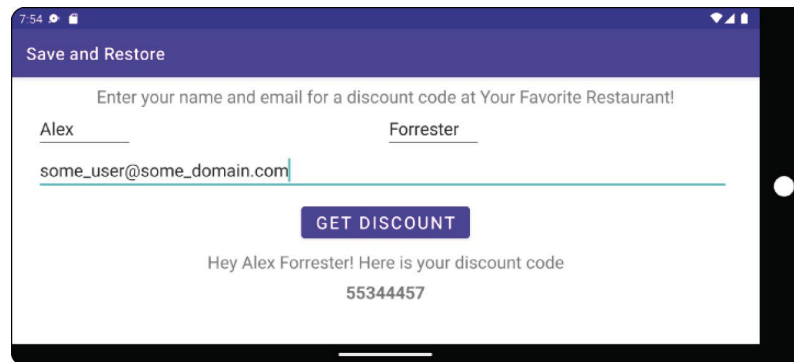 7:54
Save and Restore
Enter your name and email for a discount code at Your Favorite Restaurant!
Alex Forrester
some_user@some_domain.com
GET DISCOUNT
Hey Alex Forrester! Here is your discount code
55344457